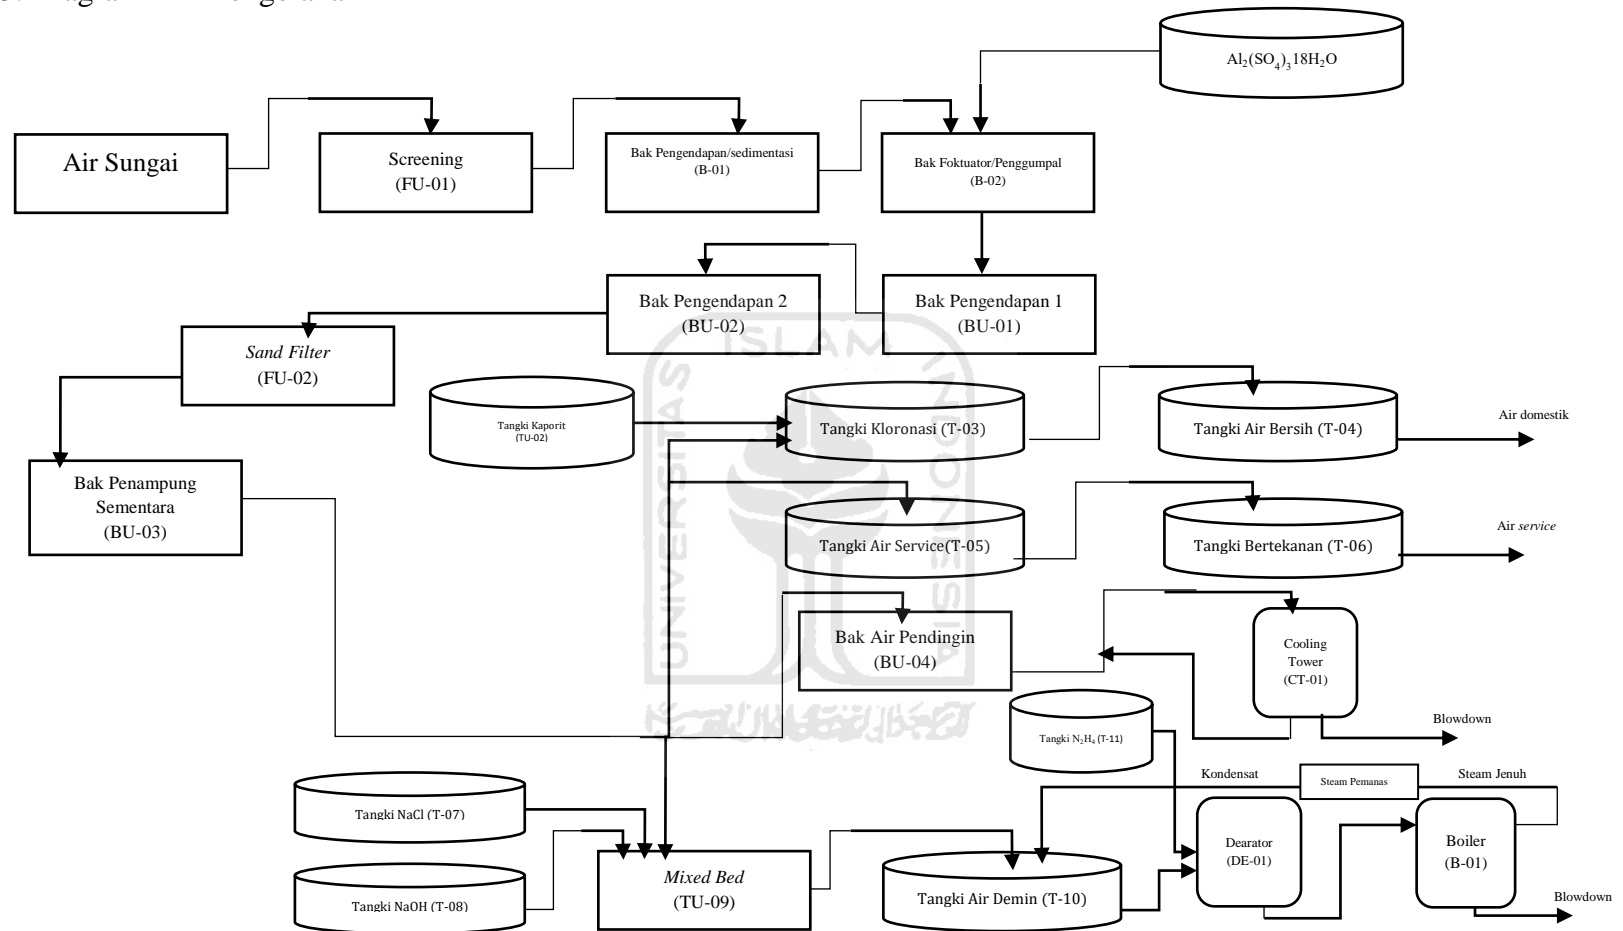 Al₂(SO₄)₃18H₂O
Air Sungai
Screening
(FU-01)
Bak Pengendapan/sedimentasi
(B-01)
Bak Foktuator/Penggumpal
(B-02)
Bak Pengendapan 2
(BU-02)
Bak Pengendapan 1
(BU-01)
Sand Filter
(FU-02)
Tangki Kaporit
(TU-02)
Tangki Kloronasi (T-03)
Tangki Air Bersih (T-04)
Air domestik
Bak Penampung
Sementara
(BU-03)
Tangki Air Service(T-05)
Tangki Bertekanan (T-06)
Air service
Bak Air Pendingin
(BU-04)
Cooling
Tower
(CT-01)
Blowdown
Tangki N₂H₄ (T-11)
Kondensat
Steam Pemanas
Steam Jenuh
Tangki NaCl (T-07)
Tangki NaOH (T-08)
Mixed Bed
(TU-09)
Tangki Air Demin (T-10)
Dearator
(DE-01)
Boiler
(B-01)
Blowdown
UNIVERSITAS
ISLAM
INDONESIA